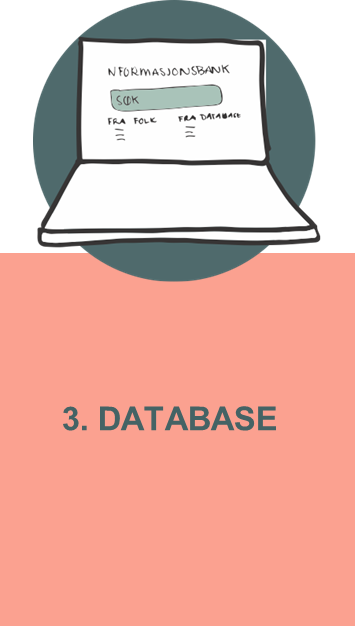 NFORMASJONSBANK
SØK
FRA FOLK FRA DATABASE
3. DATABASE